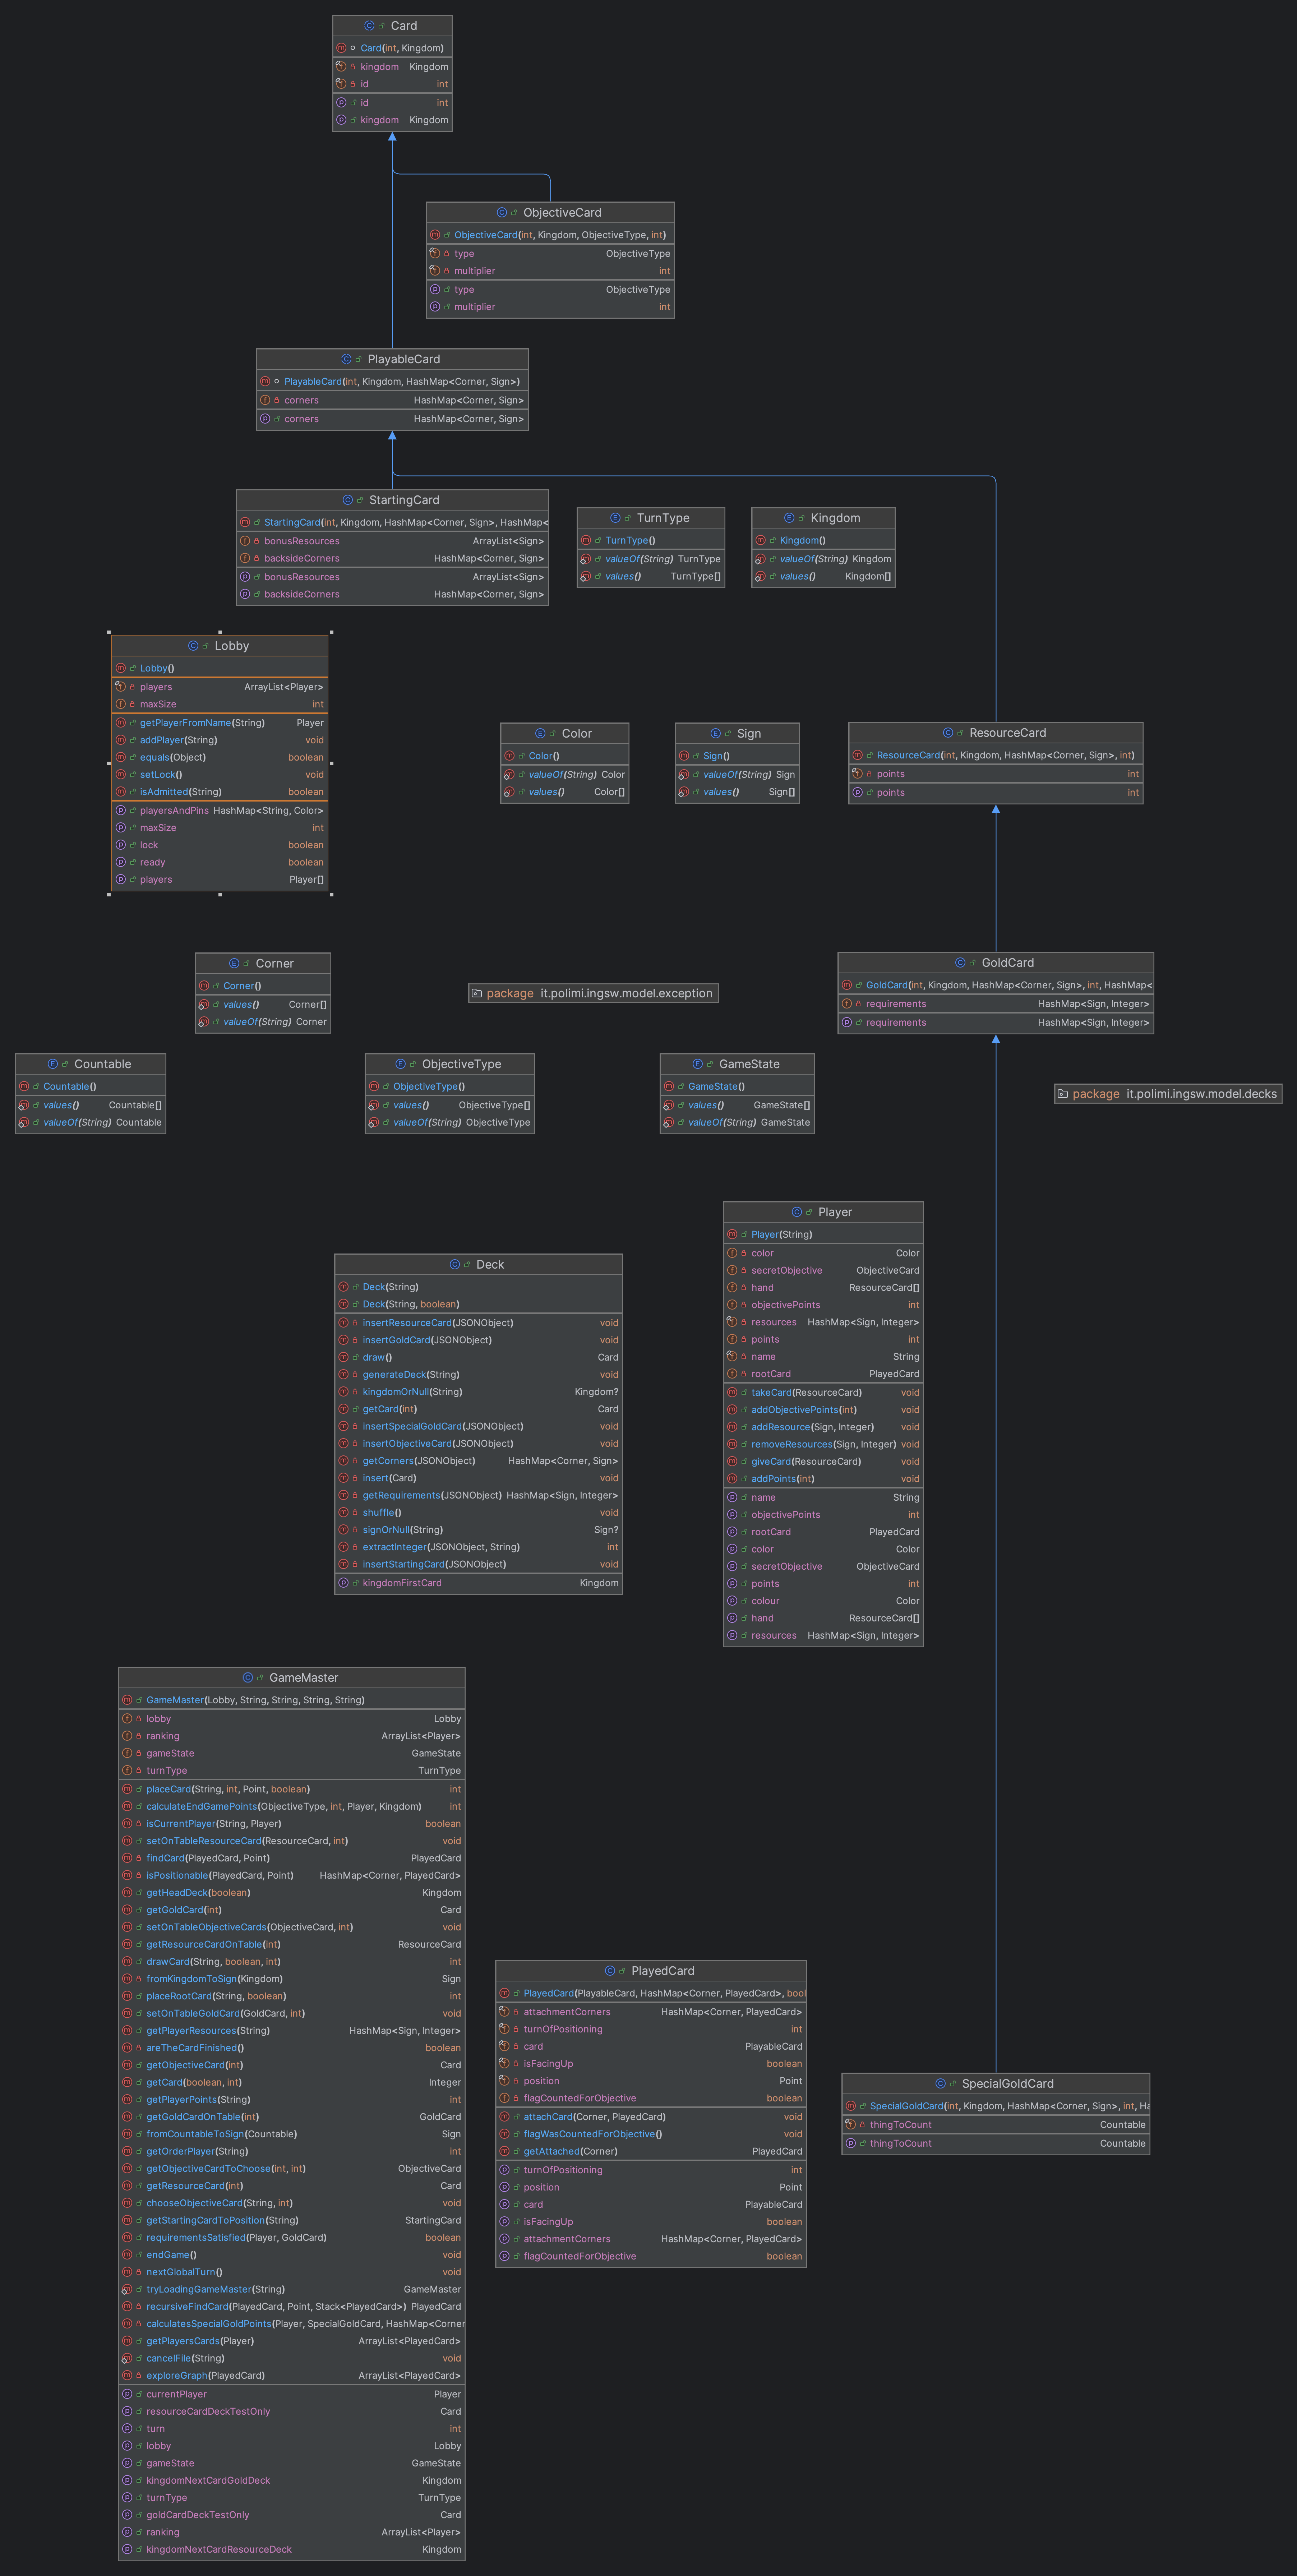 Card
Card(int, Kingdom)
kingdom Kingdom
id int
id int
kingdom Kingdom
ObjectiveCard
ObjectiveCard(int, Kingdom, ObjectiveType, int)
type ObjectiveType
multiplier int
type ObjectiveType
multiplier int
PlayableCard
PlayableCard(int, Kingdom, HashMap<Corner, Sign>)
corners HashMap<Corner, Sign>
corners HashMap<Corner, Sign>
StartingCard
StartingCard(int, Kingdom, HashMap<Corner, Sign>, HashMap<
bonusResources ArrayList<Sign>
backsideCorners HashMap<Corner, Sign>
bonusResources ArrayList<Sign>
backsideCorners HashMap<Corner, Sign>
TurnType
TurnType()
valueOf(String) TurnType
values() TurnType[]
Kingdom
Kingdom()
valueOf(String) Kingdom
values() Kingdom[]
Lobby
Lobby()
players ArrayList<Player>
maxSize int
getPlayerFromName(String) Player
addPlayer(String) void
equals(Object) boolean
setLock() void
isAdmitted(String) boolean
playersAndPins HashMap<String, Color>
maxSize int
lock boolean
ready boolean
players Player[]
Color
Color()
valueOf(String) Color
values() Color[]
Sign
Sign()
valueOf(String) Sign
values() Sign[]
ResourceCard
ResourceCard(int, Kingdom, HashMap<Corner, Sign>, int)
points int
points int
Corner
Corner()
values() Corner[]
valueOf(String) Corner
package it.polimi.ingsw.model.exception
GoldCard
GoldCard(int, Kingdom, HashMap<Corner, Sign>, int, HashMap<
requirements HashMap<Sign, Integer>
requirements HashMap<Sign, Integer>
Countable
Countable()
values() Countable[]
valueOf(String) Countable
ObjectiveType
ObjectiveType()
values() ObjectiveType[]
valueOf(String) ObjectiveType
GameState
GameState()
values() GameState[]
valueOf(String) GameState
package it.polimi.ingsw.model.decks
Player
Player(String)
color Color
secretObjective ObjectiveCard
hand ResourceCard[]
objectivePoints int
resources HashMap<Sign, Integer>
points int
name String
rootCard PlayedCard
takeCard(ResourceCard) void
addObjectivePoints(int) void
addResource(Sign, Integer) void
removeResources(Sign, Integer) void
giveCard(ResourceCard) void
addPoints(int) void
name String
objectivePoints int
rootCard PlayedCard
color Color
secretObjective ObjectiveCard
points int
colour Color
hand ResourceCard[]
resources HashMap<Sign, Integer>
Deck
Deck(String)
Deck(String, boolean)
insertResourceCard(JSONObject) void
insertGoldCard(JSONObject) void
draw() Card
generateDeck(String) void
kingdomOrNull(String) Kingdom?
getCard(int) Card
insertSpecialGoldCard(JSONObject) void
insertObjectiveCard(JSONObject) void
getCorners(JSONObject) HashMap<Corner, Sign>
insert(Card) void
getRequirements(JSONObject) HashMap<Sign, Integer>
shuffle() void
signOrNull(String) Sign?
extractInteger(JSONObject, String) int
insertStartingCard(JSONObject) void
kingdomFirstCard Kingdom
GameMaster
GameMaster(Lobby, String, String, String, String)
lobby Lobby
ranking ArrayList<Player>
gameState GameState
turnType TurnType
placeCard(String, int, Point, boolean) int
calculateEndGamePoints(ObjectiveType, int, Player, Kingdom) int
isCurrentPlayer(String, Player) boolean
setOnTableResourceCard(ResourceCard, int) void
findCard(PlayedCard, Point) PlayedCard
isPositionable(PlayedCard, Point) HashMap<Corner, PlayedCard>
getHeadDeck(boolean) Kingdom
getGoldCard(int) Card
setOnTableObjectiveCards(ObjectiveCard, int) void
getResourceCardOnTable(int) ResourceCard
drawCard(String, boolean, int) int
fromKingdomToSign(Kingdom) Sign
placeRootCard(String, boolean) int
setOnTableGoldCard(GoldCard, int) void
getPlayerResources(String) HashMap<Sign, Integer>
areTheCardFinished() boolean
getObjectiveCard(int) Card
getCard(boolean, int) Integer
getPlayerPoints(String) int
getGoldCardOnTable(int) GoldCard
fromCountableToSign(Countable) Sign
getOrderPlayer(String) int
getObjectiveCardToChoose(int, int) ObjectiveCard
getResourceCard(int) Card
chooseObjectiveCard(String, int) void
getStartingCardToPosition(String) StartingCard
requirementsSatisfied(Player, GoldCard) boolean
endGame() void
nextGlobalTurn() void
tryLoadingGameMaster(String) GameMaster
recursiveFindCard(PlayedCard, Point, Stack<PlayedCard>) PlayedCard
calculatesSpecialGoldPoints(Player, SpecialGoldCard, HashMap<Corner
getPlayersCards(Player) ArrayList<PlayedCard>
cancelFile(String) void
exploreGraph(PlayedCard) ArrayList<PlayedCard>
currentPlayer Player
resourceCardDeckTestOnly Card
turn int
lobby Lobby
gameState GameState
kingdomNextCardGoldDeck Kingdom
turnType TurnType
goldCardDeckTestOnly Card
ranking ArrayList<Player>
kingdomNextCardResourceDeck Kingdom
PlayedCard
PlayedCard(PlayableCard, HashMap<Corner, PlayedCard>, bool
attachmentCorners HashMap<Corner, PlayedCard>
turnOfPositioning int
card PlayableCard
isFacingUp boolean
position Point
flagCountedForObjective boolean
attachCard(Corner, PlayedCard) void
flagWasCountedForObjective() void
getAttached(Corner) PlayedCard
turnOfPositioning int
position Point
card PlayableCard
isFacingUp boolean
attachmentCorners HashMap<Corner, PlayedCard>
flagCountedForObjective boolean
SpecialGoldCard
SpecialGoldCard(int, Kingdom, HashMap<Corner, Sign>, int, Ha
thingToCount Countable
thingToCount Countable